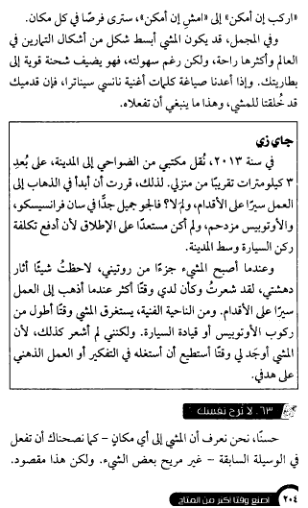 «اركب إن أمكن» إلى «امشِ إن أمكن»، سترى فرصًا في كل مكان.
وفي المجمل، قد يكون المشي أبسط شكل من أشكال التمارين في
العالم وأكثرها راحة، ولكن رغم سهولته، فهو يضيف شحنة قوية إلى
بطاريتك. وإذا أعدنا صياغة كلمات أغنية نانسي سيناترا، فإن قدميك
قد خُلقتا للمشي، وهذا ما ينبغي أن تفعلاه.
جاي زي
في سنة ٢٠١٣، نُقل مكتبي من الضواحي إلى المدينة، على بُعد
٣ كيلومترات تقريبًا من منزلي. لذلك، قررت أن أبدأ في الذهاب إلى
العمل سيرًا على الأقدام، ولمَ لا؟ فالجو جميل جدًّا في سان فرانسيسكو،
والأوتوبيس مزدحم، ولم أكن مستعدًا على الإطلاق لأن أدفع تكلفة
ركن السيارة وسط المدينة.
وعندما أصبح المشيء جزءًا من روتيني، لاحظتُ شيئًا أثار
دهشتي، لقد شعرتُ وكأن لدي وقتًا أكثر عندما أذهب إلى العمل
سيرًا على الأقدام. ومن الناحية الفنية، يستغرق المشي وقتًا أطول من
ركوب الأوتوبيس أو قيادة السيارة. ولكنني لم أشعر كذلك، لأن
المشي أوجَد لي وقتًا أستطيع أن أستغله في التفكير أو العمل الذهني
على هدفي.
٦٣. لا تُرِح نفسك
حسنًا، نحن نعرف أن المشي إلى أي مكانٍ – كما نصحناك أن تفعل
في الوسيلة السابقة – غير مريح بعض الشيء. ولكن هذا مقصود.
٢٠٤ اصنع وقتًا أكبر من المتاح